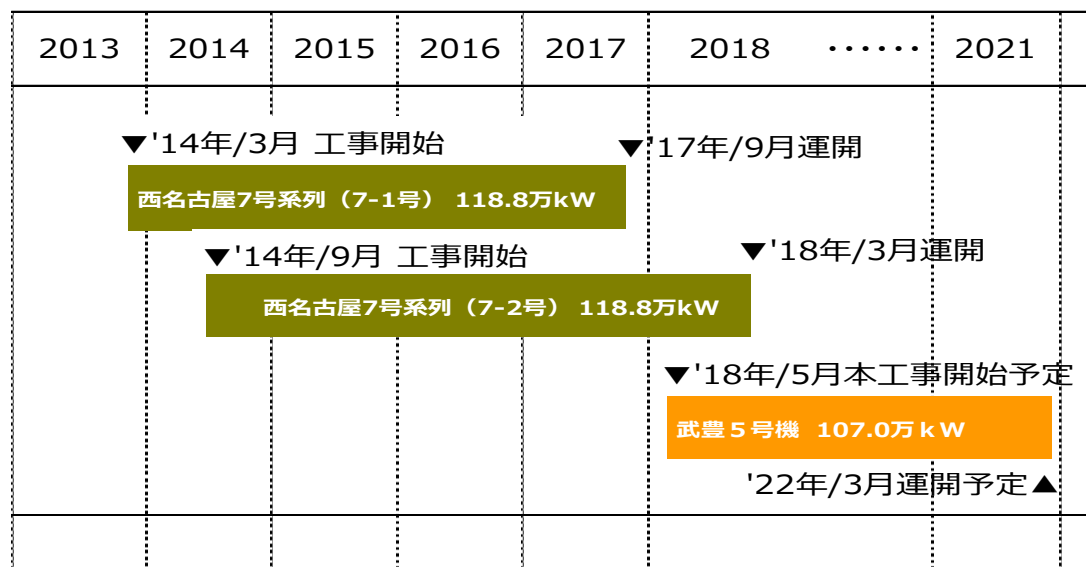 2013 2014 2015 2016 2017 2018 ‥‥‥ 2021
▼'14年/3月 工事開始
▼'17年/9月運開
西名古屋7号系列（7-1号） 118.8万kW
▼'14年/9月 工事開始
▼'18年/3月運開
西名古屋7号系列（7-2号） 118.8万kW
▼'18年/5月本工事開始予定
武豊５号機 107.0万ｋＷ
'22年/3月運開予定▲